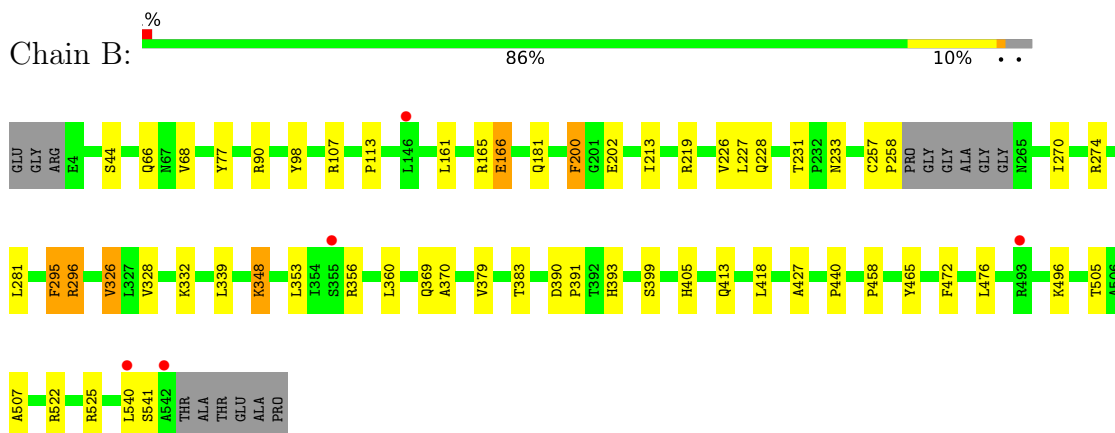 %
Chain B:
86% 10% • •
GLU GLY ARG E4 S44 Q66 N67 V68 Y77 R90 Y98 R107 P113 L146 L161 R165 E166 Q181 F200 G201 E202 I213 R219 V226 L227 Q228 T231 P232 N233 C257 P258 PRO GLY GLY ALA GLY GLY N265 I270 R274
L281 F295 R296 V326 L327 V328 K332 L339 K348 L353 I354 S355 R356 L360 Q369 A370 V379 T383 D390 P391 T392 H393 S399 H405 Q413 L418 A427 P440 P458 Y465 F472 L476 R493 K496 T505 A506
A507 R522 R525 L540 S541 A542 THR ALA THR GLU ALA PRO